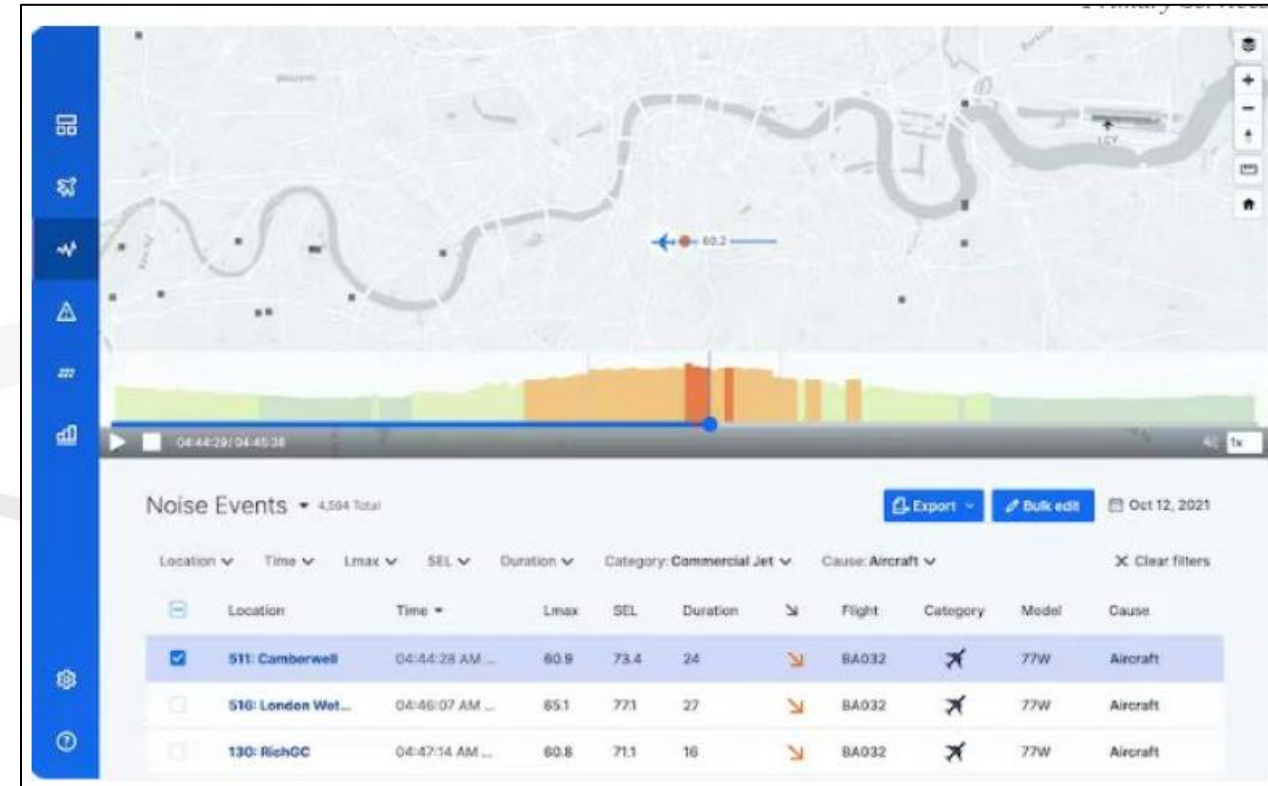 Primary Services
LCY
60.2
04:44:29 | 04:45:38
1x
Noise Events 4,594 Total
Export
Bulk edit
Oct 12, 2021
Location Time Lmax SEL Duration Category: Commercial Jet Cause: Aircraft Clear filters
Location Time Lmax SEL Duration Flight Category Model Cause
511: Camberwell 04:44:28 AM ... 60.9 73.4 24 BA032 77W Aircraft
516: London Wet... 04:46:07 AM ... 65.1 77.1 27 BA032 77W Aircraft
130: RichGC 04:47:14 AM ... 60.8 71.1 16 BA032 77W Aircraft